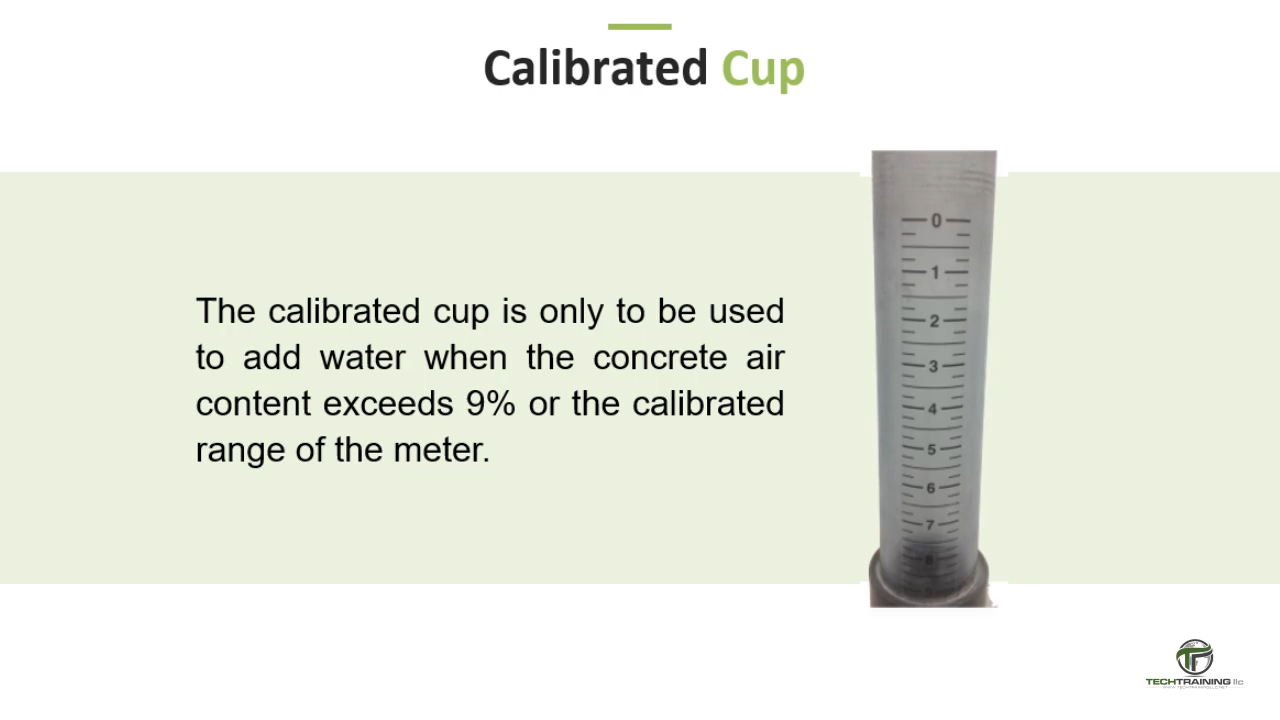 Calibrated Cup
The calibrated cup is only to be used
to add water when the concrete air
content exceeds 9% or the calibrated
range of the meter.
0
1
2
3
4
5
6
7
8
TECHTRAINING llc